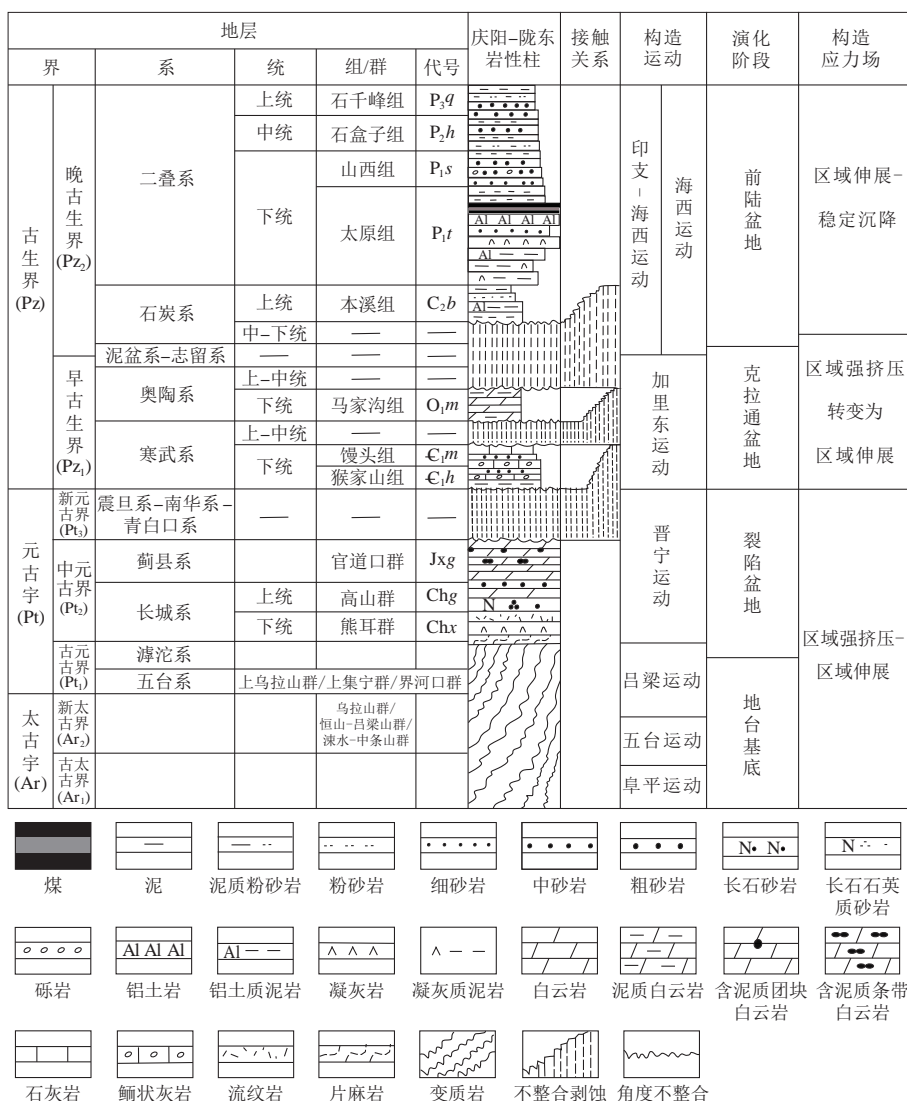 地层
庆阳-陇东
岩性柱
接触
关系
构造
运动
演化
阶段
构造
应力场
界
系
统
组/群
代号
古生界
(Pz)
晚古生界
(Pz₂)
二叠系
上统
石千峰组
P₃q
中统
石盒子组
P₂h
下统
山西组
P₁s
太原组
P₁t
石炭系
上统
本溪组
C₂b
中-下统
—
—
泥盆系-志留系
—
—
—
早古生界
(Pz₁)
奥陶系
上-中统
—
—
下统
马家沟组
O₁m
寒武系
上-中统
—
—
下统
馒头组
Є₁m
猴家山组
Є₁h
元古宇
(Pt)
新元
古界
(Pt₃)
震旦系-南华系-
青白口系
—
—
—
中元
古界
(Pt₂)
蓟县系
官道口群
Jxg
长城系
上统
高山群
Chg
下统
熊耳群
Chx
古元
古界
(Pt₁)
滹沱系
五台系
上乌拉山群/上集宁群/界河口群
太古宇
(Ar)
新太
古界
(Ar₂)
乌拉山群/
恒山-吕梁山群/
涑水-中条山群
古太
古界
(Ar₁)
Al Al Al Al
Al
Al
N
印支-海西运动
海西运动
加里东运动
晋宁运动
吕梁运动
五台运动
阜平运动
前陆盆地
克拉通盆地
裂陷盆地
地台基底
区域伸展-
稳定沉降
区域强挤压
转变为
区域伸展
区域强挤压-
区域伸展
煤
泥
泥质粉砂岩
粉砂岩
细砂岩
中砂岩
粗砂岩
N N
长石砂岩
N
长石石英
质砂岩
砾岩
Al Al Al
铝土岩
Al
铝土质泥岩
凝灰岩
凝灰质泥岩
白云岩
泥质白云岩
含泥质团块
白云岩
含泥质条带
白云岩
石灰岩
鲕状灰岩
流纹岩
片麻岩
变质岩
不整合剥蚀
角度不整合